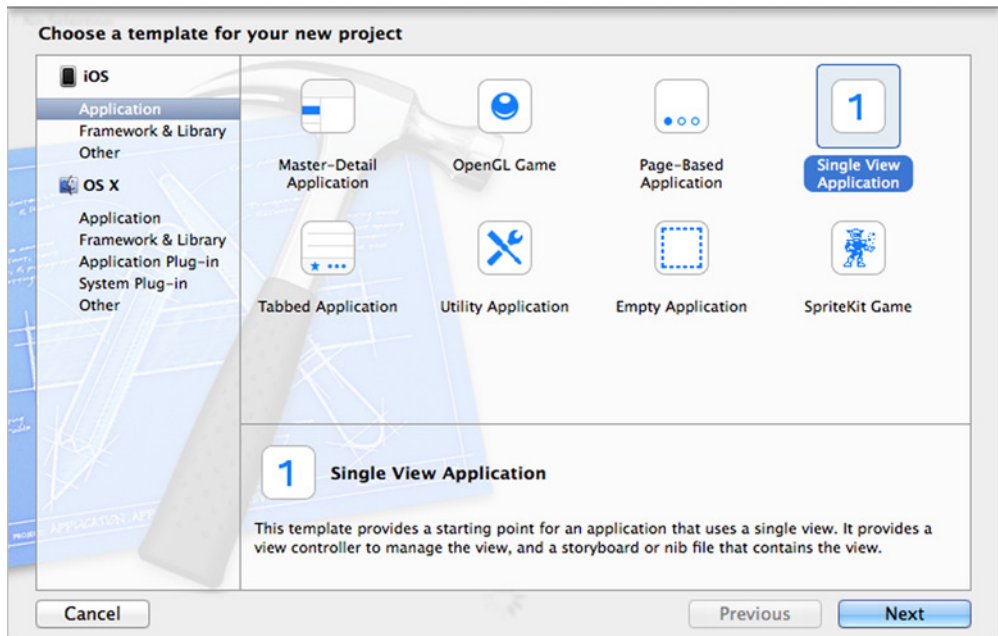 Choose a template for your new project
iOS
Application
Framework & Library
Other
OS X
Application
Framework & Library
Application Plug-in
System Plug-in
Other
Master-Detail
Application
OpenGL Game
Page-Based
Application
1
Single View
Application
Tabbed Application
Utility Application
Empty Application
SpriteKit Game
1
Single View Application
This template provides a starting point for an application that uses a single view. It provides a
view controller to manage the view, and a storyboard or nib file that contains the view.
Cancel
Previous
Next